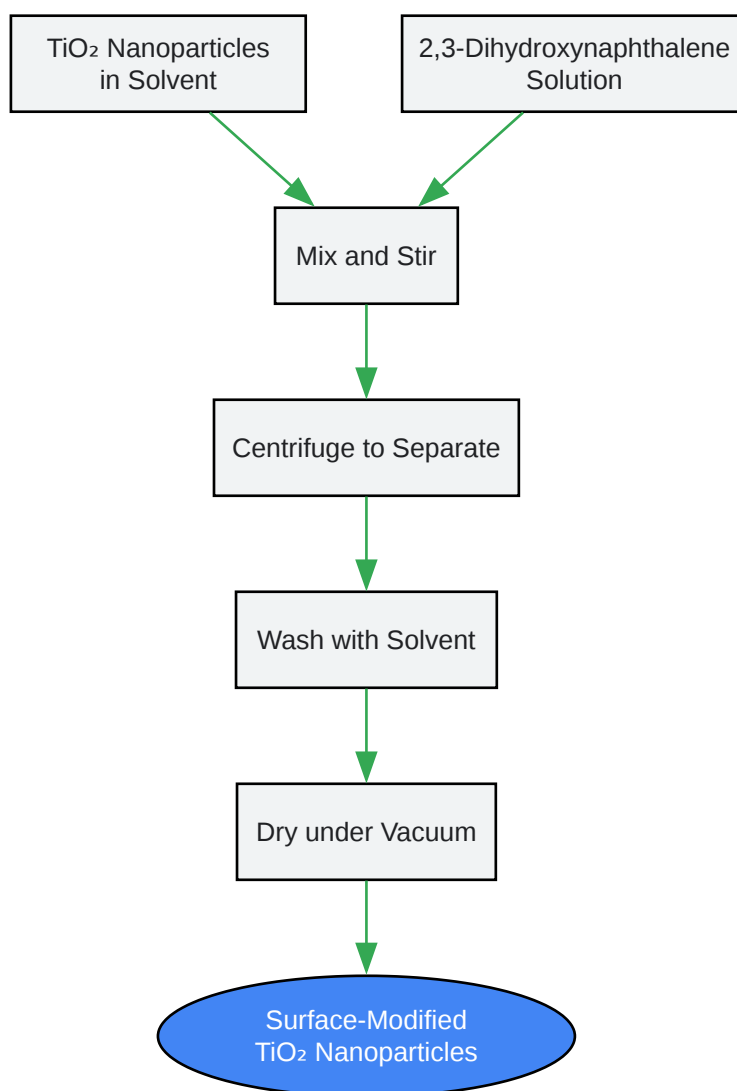 TiO₂ Nanoparticles
in Solvent
2,3-Dihydroxynaphthalene
Solution
Mix and Stir
Centrifuge to Separate
Wash with Solvent
Dry under Vacuum
Surface-Modified
TiO₂ Nanoparticles